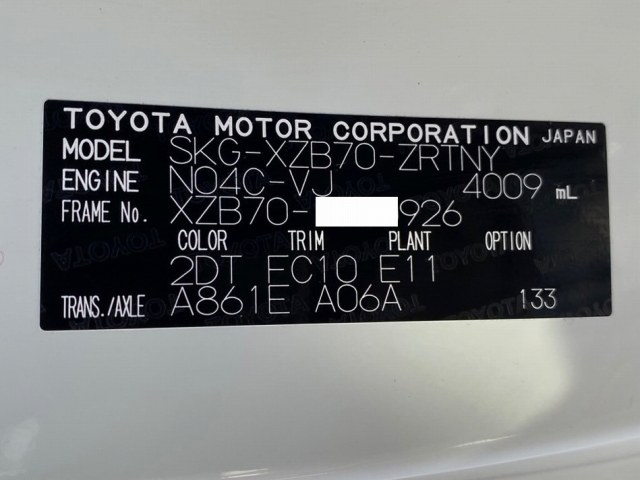 TOYOTA MOTOR CORPORATION JAPAN
MODEL SKG-XZB70-ZRTNY
ENGINE N04C-VJ 4009 mL
FRAME No. XZB70- 926
COLOR TRIM PLANT OPTION
2DT FC10 E11
TRANS./AXLE A861E A06A 133